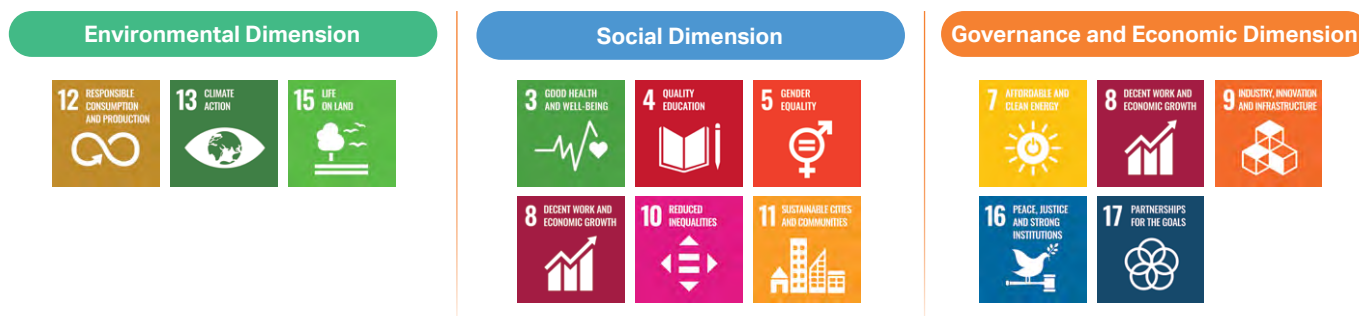 Environmental Dimension
12 RESPONSIBLE
CONSUMPTION
AND PRODUCTION
13 CLIMATE
ACTION
15 LIFE
ON LAND
Social Dimension
3 GOOD HEALTH
AND WELL-BEING
4 QUALITY
EDUCATION
5 GENDER
EQUALITY
8 DECENT WORK AND
ECONOMIC GROWTH
10 REDUCED
INEQUALITIES
11 SUSTAINABLE CITIES
AND COMMUNITIES
Governance and Economic Dimension
7 AFFORDABLE AND
CLEAN ENERGY
8 DECENT WORK AND
ECONOMIC GROWTH
9 INDUSTRY, INNOVATION
AND INFRASTRUCTURE
16 PEACE, JUSTICE
AND STRONG
INSTITUTIONS
17 PARTNERSHIPS
FOR THE GOALS